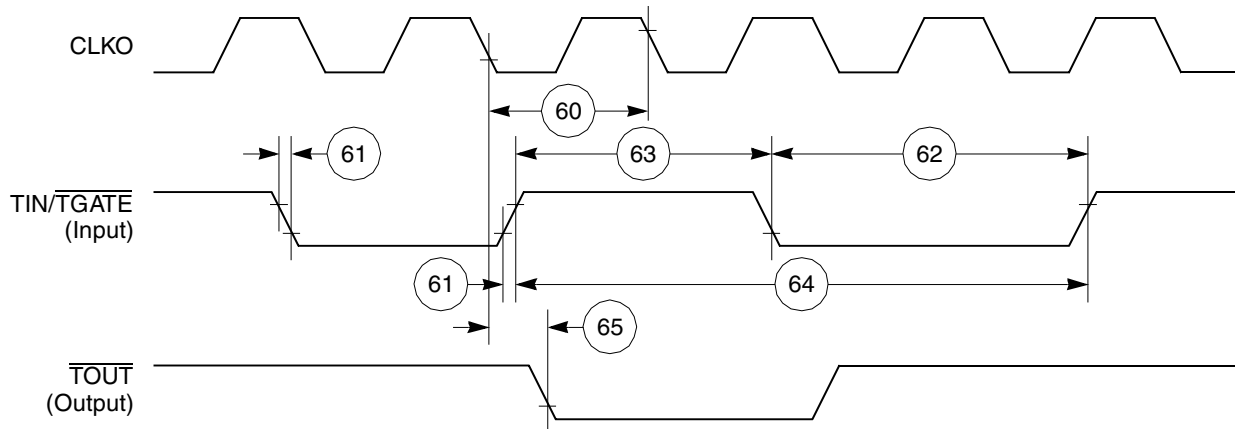 CLKO
60
61
63
62
TIN/TGATE
(Input)
61
64
65
TOUT
(Output)